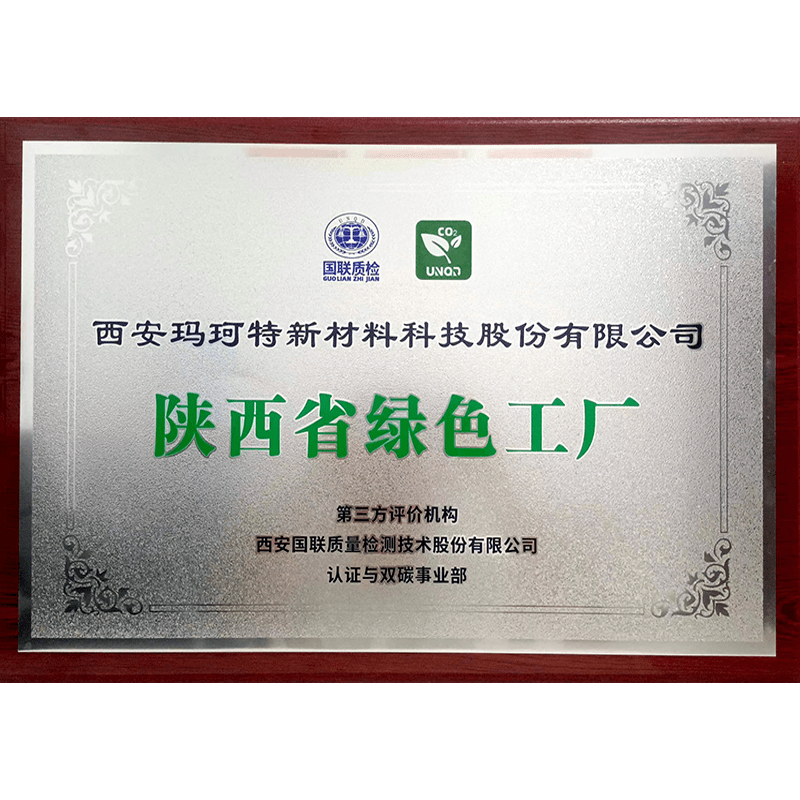 UNQD
国联质检
GUOLIAN ZHI JIAN
CO2
UNQD
西安玛珂特新材料科技股份有限公司
陕西省绿色工厂
第三方评价机构
西安国联质量检测技术股份有限公司
认证与双碳事业部